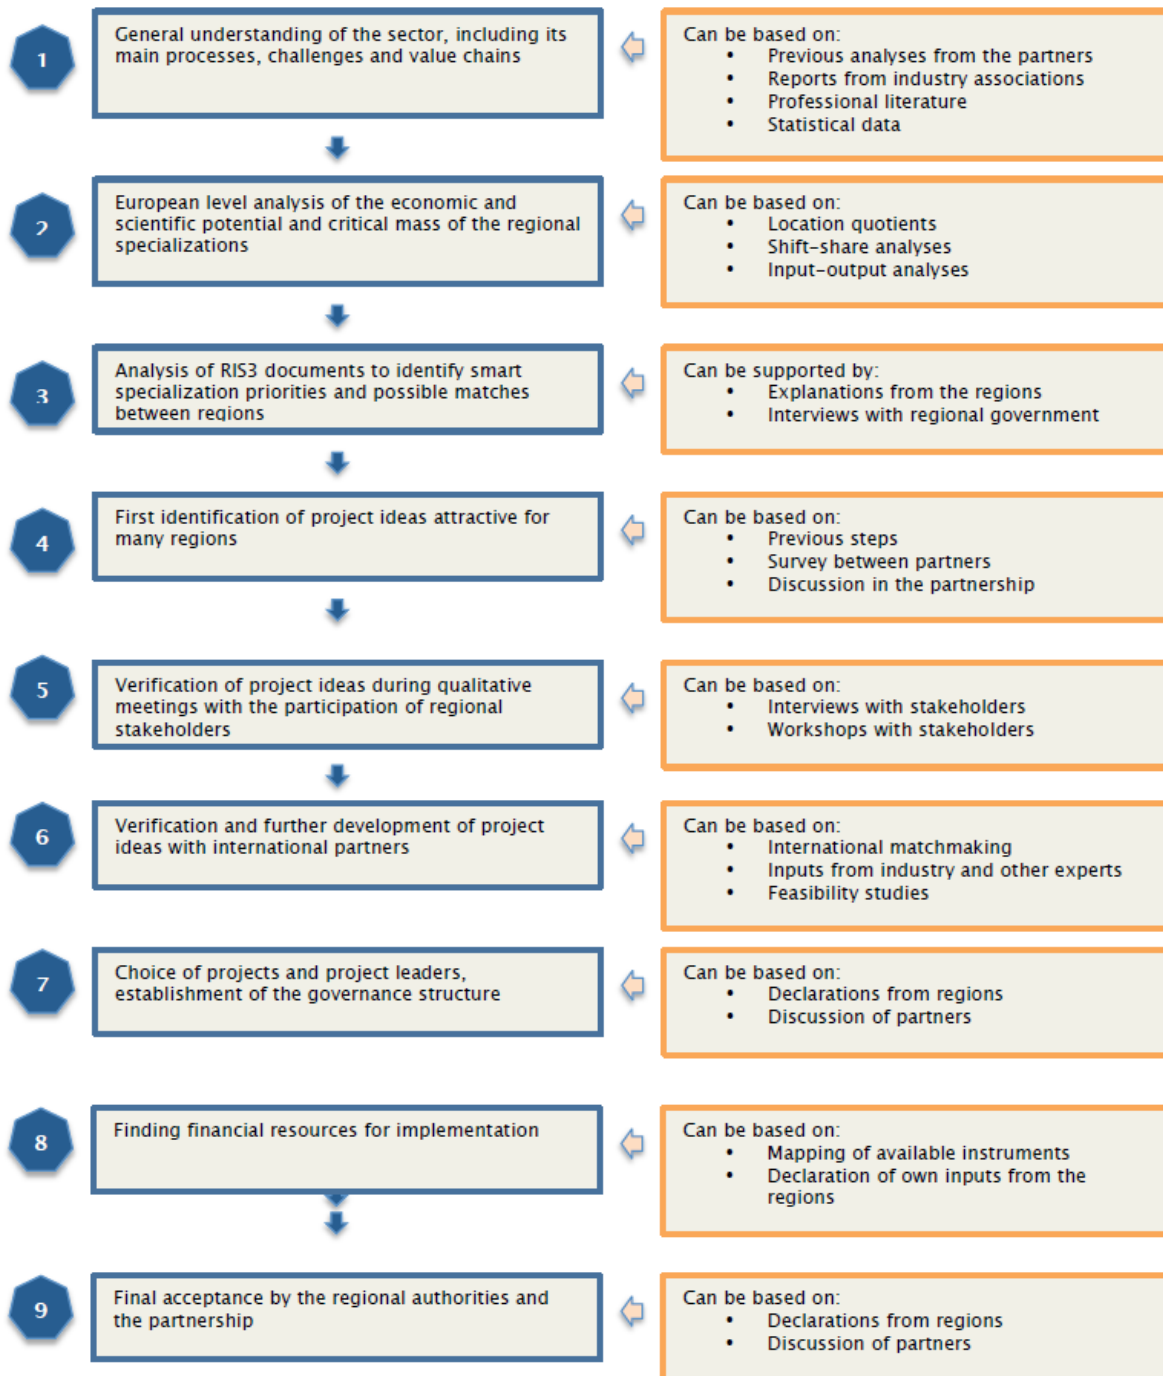 1
General understanding of the sector, including its
main processes, challenges and value chains
Can be based on:
• Previous analyses from the partners
• Reports from industry associations
• Professional literature
• Statistical data
2
European level analysis of the economic and
scientific potential and critical mass of the regional
specializations
Can be based on:
• Location quotients
• Shift-share analyses
• Input-output analyses
3
Analysis of RIS3 documents to identify smart
specialization priorities and possible matches
between regions
Can be supported by:
• Explanations from the regions
• Interviews with regional government
4
First identification of project ideas attractive for
many regions
Can be based on:
• Previous steps
• Survey between partners
• Discussion in the partnership
5
Verification of project ideas during qualitative
meetings with the participation of regional
stakeholders
Can be based on:
• Interviews with stakeholders
• Workshops with stakeholders
6
Verification and further development of project
ideas with international partners
Can be based on:
• International matchmaking
• Inputs from industry and other experts
• Feasibility studies
7
Choice of projects and project leaders,
establishment of the governance structure
Can be based on:
• Declarations from regions
• Discussion of partners
8
Finding financial resources for implementation
Can be based on:
• Mapping of available instruments
• Declaration of own inputs from the
regions
9
Final acceptance by the regional authorities and
the partnership
Can be based on:
• Declarations from regions
• Discussion of partners